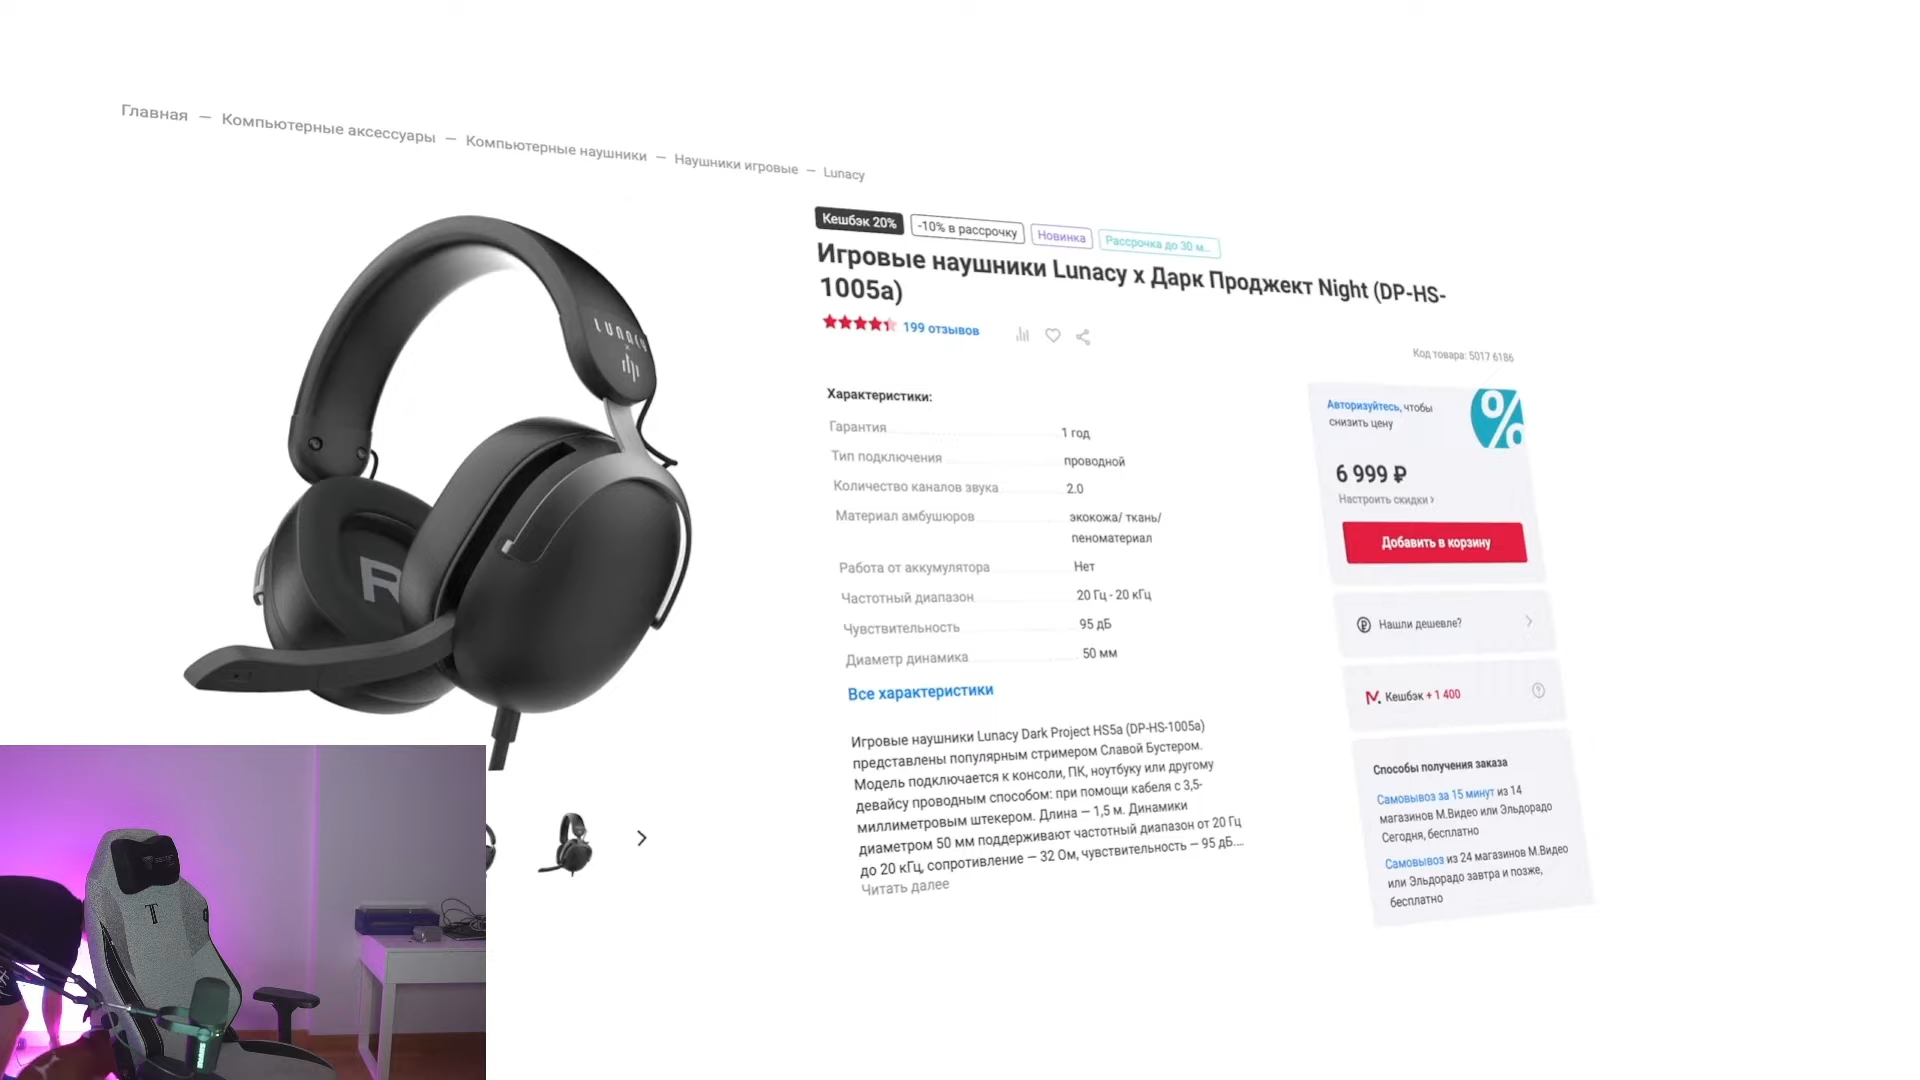 Главная — Компьютерные аксессуары — Компьютерные наушники — Наушники игровые — Lunacy
Кешбэк 20%
-10% в рассрочку
Новинка
Рассрочка до 30 м...
Игровые наушники Lunacy x Дарк Проджект Night (DP-HS-
1005a)
199 отзывов
Код товара: 5017 6186
LUNACY
x
R
Характеристики:
Гарантия 1 год
Тип подключения проводной
Количество каналов звука 2.0
Материал амбушюров экокожа/ ткань/
пеноматериал
Работа от аккумулятора Нет
Частотный диапазон 20 Гц - 20 кГц
Чувствительность 95 дБ
Диаметр динамика 50 мм
Все характеристики
Игровые наушники Lunacy Dark Project HS5a (DP-HS-1005a)
представлены популярным стримером Славой Бустером.
Модель подключается к консоли, ПК, ноутбуку или другому
девайсу проводным способом: при помощи кабеля с 3,5-
миллиметровым штекером. Длина — 1,5 м. Динамики
диаметром 50 мм поддерживают частотный диапазон от 20 Гц
до 20 кГц, сопротивление — 32 Ом, чувствительность — 95 дБ....
Читать далее
Авторизуйтесь, чтобы
снизить цену
%
6 999 ₽
Настроить скидки ›
Добавить в корзину
Нашли дешевле?
М. Кешбэк + 1 400
Способы получения заказа
Самовывоз за 15 минут из 14
магазинов М.Видео или Эльдорадо
Сегодня, бесплатно
Самовывоз из 24 магазинов М.Видео
или Эльдорадо завтра и позже,
бесплатно
SHURE